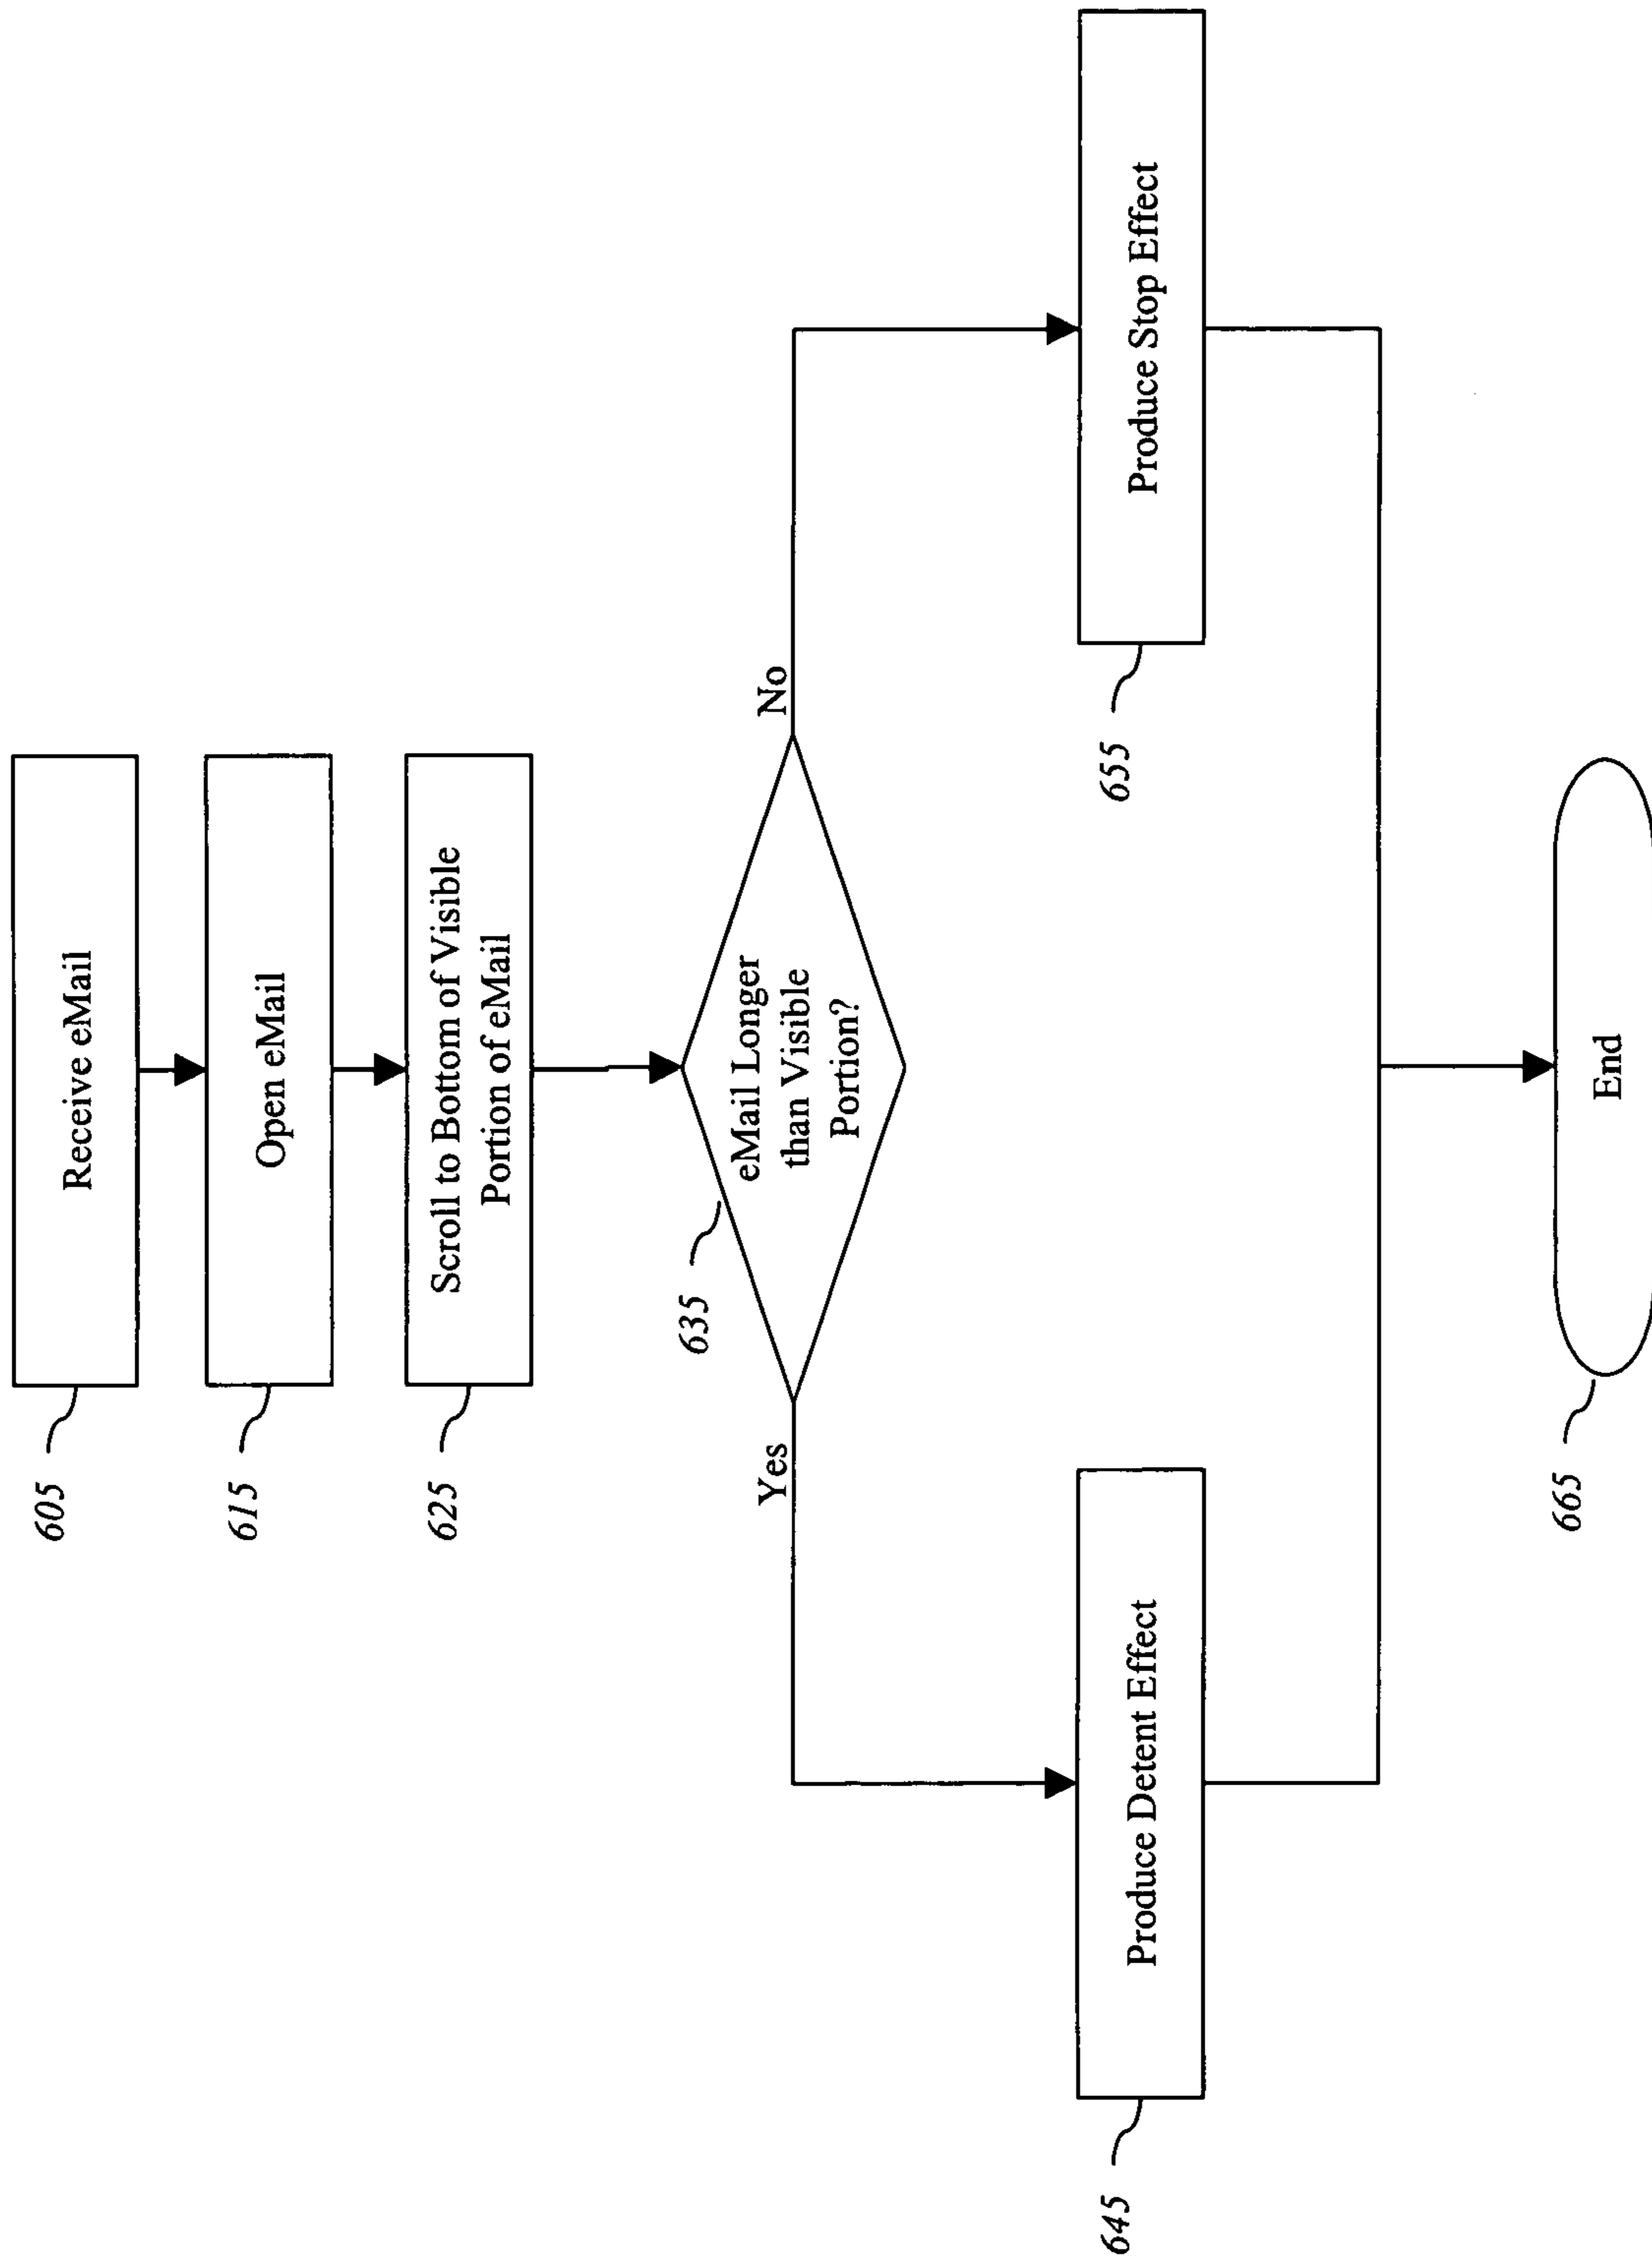 605
Receive eMail
615
Open eMail
625
Scroll to Bottom of Visible
Portion of eMail
635
eMail Longer
than Visible
Portion?
Yes
No
645
Produce Detent Effect
655
Produce Stop Effect
665
End